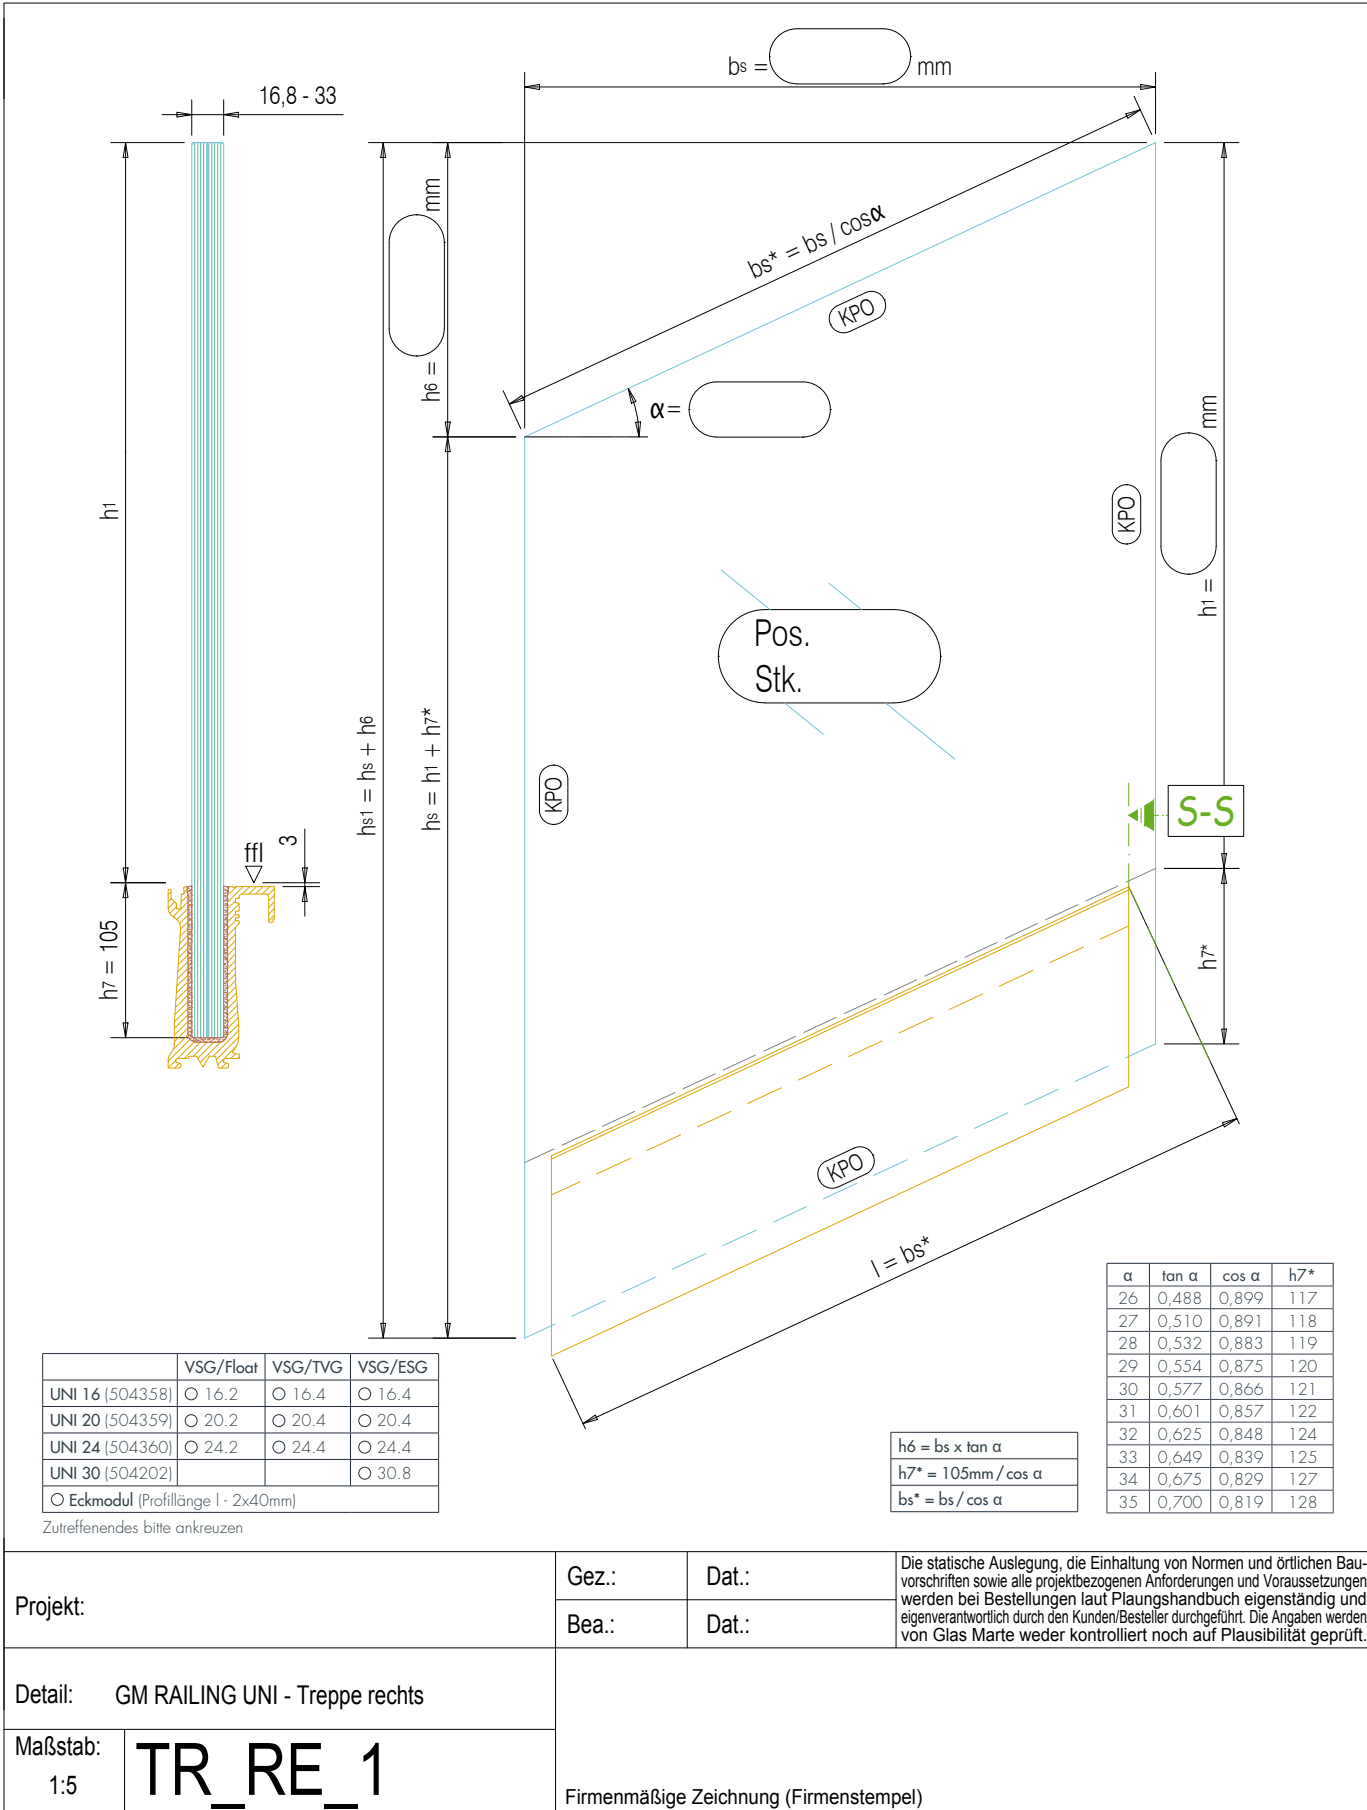 bs = mm
16,8 - 33
h6 = mm
bs* = bs / cosα
KPO
α=
h1
h1 = mm
KPO
Pos.
Stk.
hs1 = hs + h6
hs = h1 + h7*
KPO
S-S
ffl
3
h7 = 105
h7*
KPO
l = bs*
α tan α cos α h7*
26 0,488 0,899 117
27 0,510 0,891 118
28 0,532 0,883 119
29 0,554 0,875 120
30 0,577 0,866 121
31 0,601 0,857 122
32 0,625 0,848 124
33 0,649 0,839 125
34 0,675 0,829 127
35 0,700 0,819 128
VSG/Float VSG/TVG VSG/ESG
UNI 16 (504358) 16.2 16.4 16.4
UNI 20 (504359) 20.2 20.4 20.4
UNI 24 (504360) 24.2 24.4 24.4
UNI 30 (504202) 30.8
Eckmodul (Profillänge l - 2x40mm)
Zutreffenendes bitte ankreuzen
h6 = bs x tan α
h7* = 105mm / cos α
bs* = bs / cos α
Projekt:
Gez.: Dat.:
Bea.: Dat.:
Die statische Auslegung, die Einhaltung von Normen und örtlichen Bau-
vorschriften sowie alle projektbezogenen Anforderungen und Voraussetzungen
werden bei Bestellungen laut Plaungshandbuch eigenständig und
eigenverantwortlich durch den Kunden/Besteller durchgeführt. Die Angaben werden
von Glas Marte weder kontrolliert noch auf Plausibilität geprüft.
Detail: GM RAILING UNI - Treppe rechts
Maßstab:
1:5
TR_RE_1
Firmenmäßige Zeichnung (Firmenstempel)